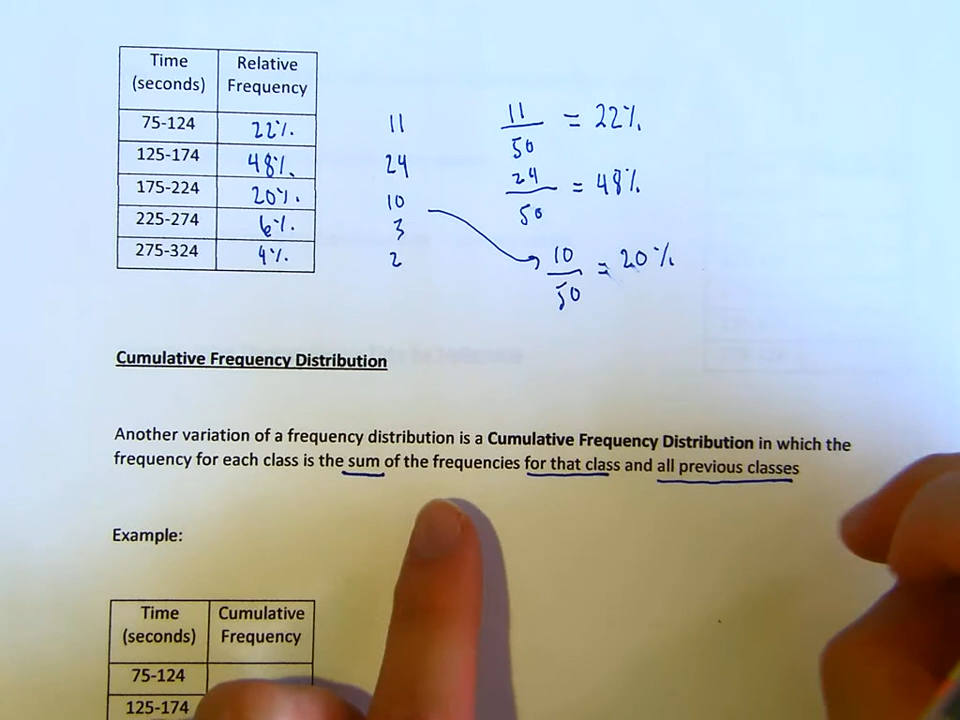 Time (seconds) Relative Frequency
75-124 22%. 11 11/50 = 22%
125-174 48%. 24 24/50 = 48%
175-224 20%. 10
225-274 6%. 3
275-324 4%. 2 10/50 = 20%
Cumulative Frequency Distribution
Another variation of a frequency distribution is a Cumulative Frequency Distribution in which the
frequency for each class is the sum of the frequencies for that class and all previous classes
Example:
Time (seconds) Cumulative Frequency
75-124
125-174